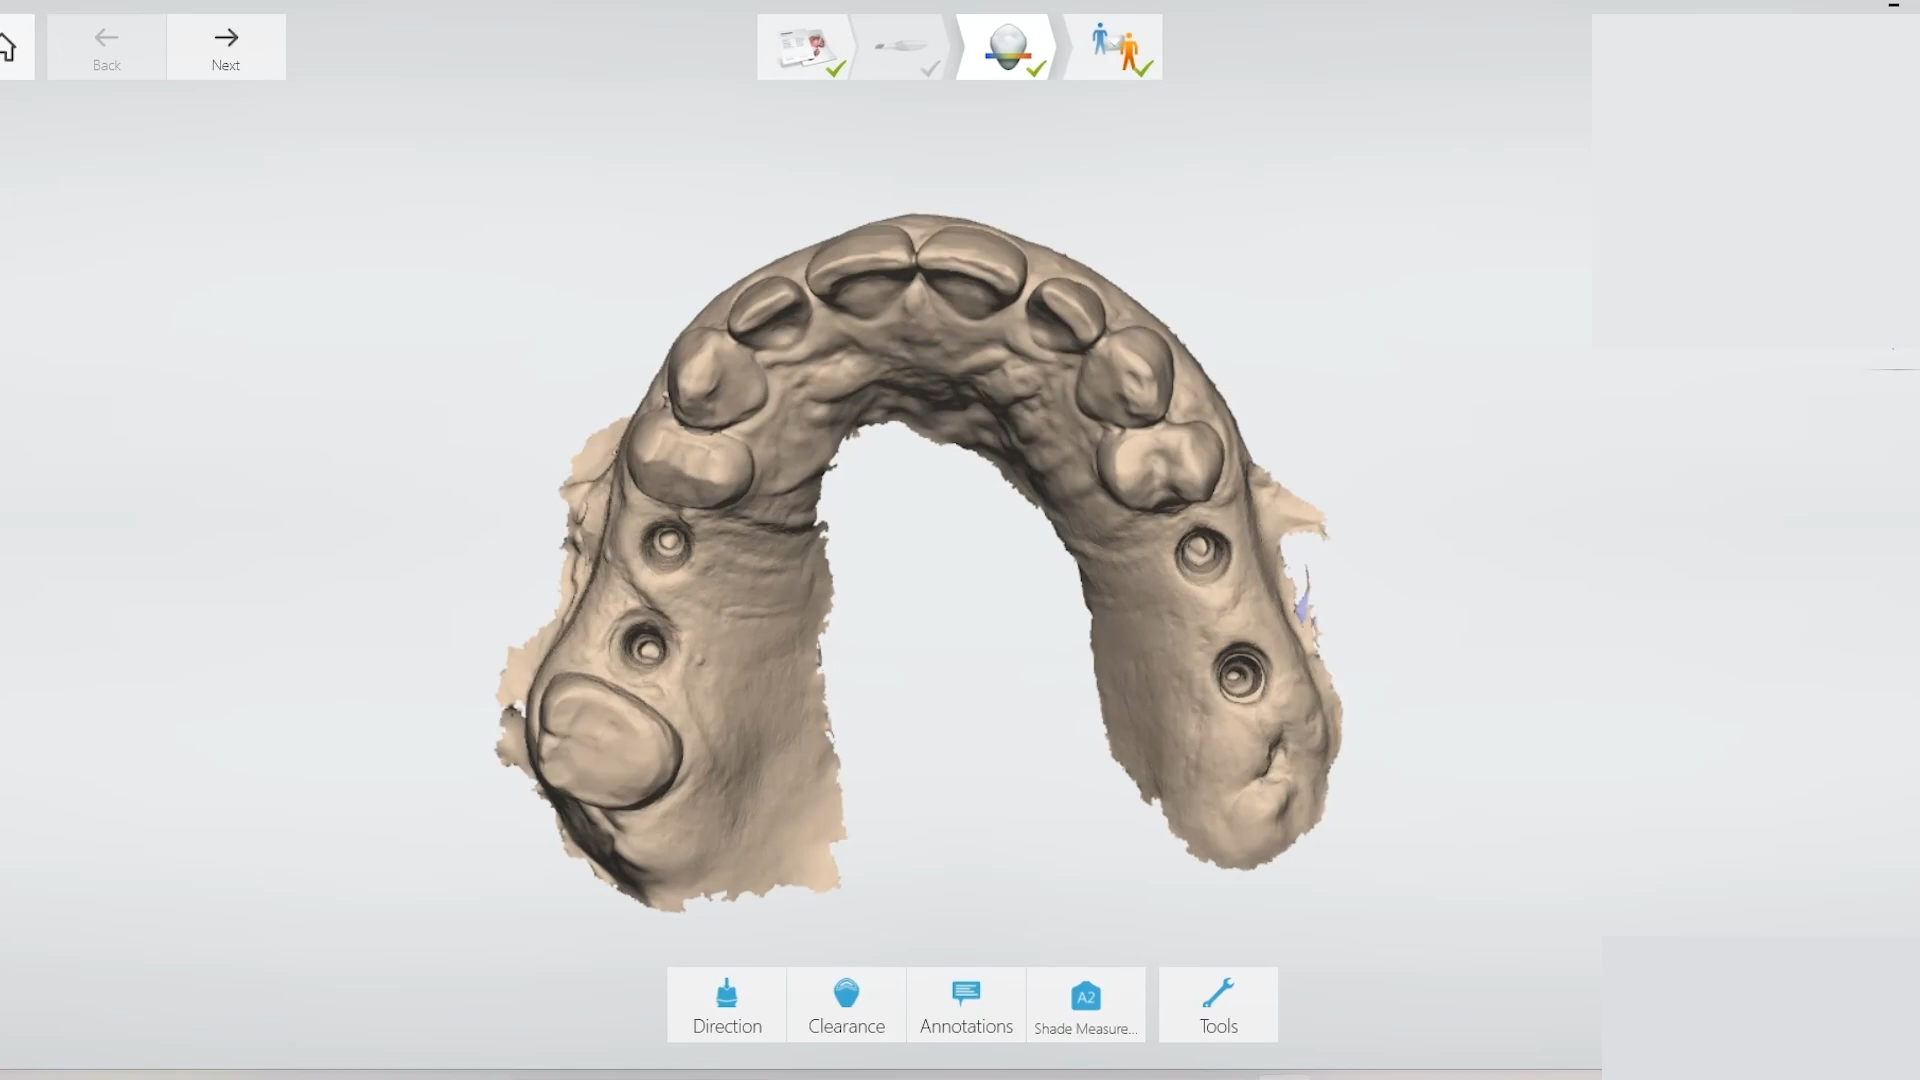 Back
Next
Direction
Clearance
Annotations
A2
Shade Measure...
Tools